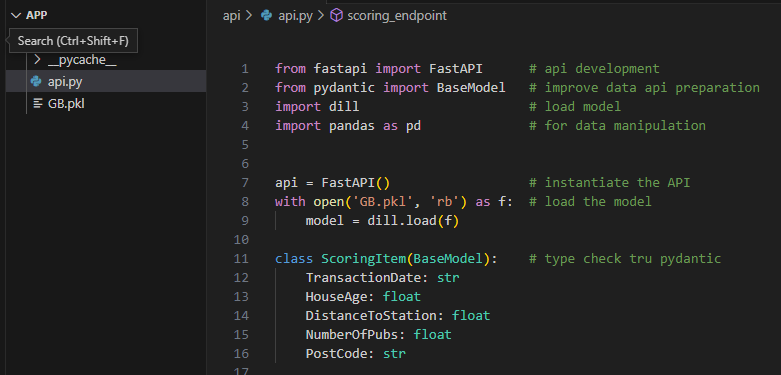 APP
Search (Ctrl+Shift+F)
__pycache__
api.py
GB.pkl
api > api.py > scoring_endpoint
1 from fastapi import FastAPI      # api development
2 from pydantic import BaseModel   # improve data api preparation
3 import dill                      # load model
4 import pandas as pd              # for data manipulation
5
6
7 api = FastAPI()                  # instantiate the API
8 with open('GB.pkl', 'rb') as f:  # load the model
9     model = dill.load(f)
10
11 class ScoringItem(BaseModel):    # type check tru pydantic
12     TransactionDate: str
13     HouseAge: float
14     DistanceToStation: float
15     NumberOfPubs: float
16     PostCode: str
17